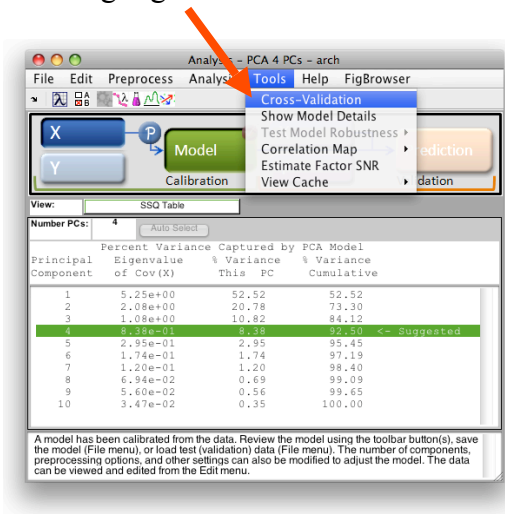 Analysis – PCA 4 PCs – arch
File Edit Preprocess Analysis Tools Help FigBrowser
Cross-Validation
Show Model Details
Test Model Robustness
Correlation Map
Estimate Factor SNR
View Cache
X
Y
P
Model
Calibration
View: SSQ Table
Number PCs: 4 Auto Select
Percent Variance Captured by PCA Model
Principal Eigenvalue % Variance % Variance
Component of Cov(X) This PC Cumulative
1 5.25e+00 52.52 52.52
2 2.08e+00 20.78 73.30
3 1.08e+00 10.82 84.12
4 8.38e-01 8.38 92.50 <- Suggested
5 2.95e-01 2.95 95.45
6 1.74e-01 1.74 97.19
7 1.20e-01 1.20 98.40
8 6.94e-02 0.69 99.09
9 5.60e-02 0.56 99.65
10 3.47e-02 0.35 100.00
A model has been calibrated from the data. Review the model using the toolbar button(s), save
the model (File menu), or load test (validation) data (File menu). The number of components,
preprocessing options, and other settings can also be modified to adjust the model. The data
can be viewed and edited from the Edit menu.